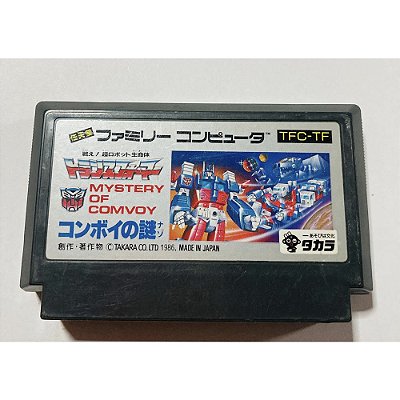 ファミリー コンピュータ™
TFC-TF
戦え!超ロボット生命体
トランスフォーマー
MYSTERY
OF
COMVOY
コンボイの謎
ナゾ
創作・著作物 ©TAKARA CO.LTD 1986, MADE IN JAPAN
タカラ